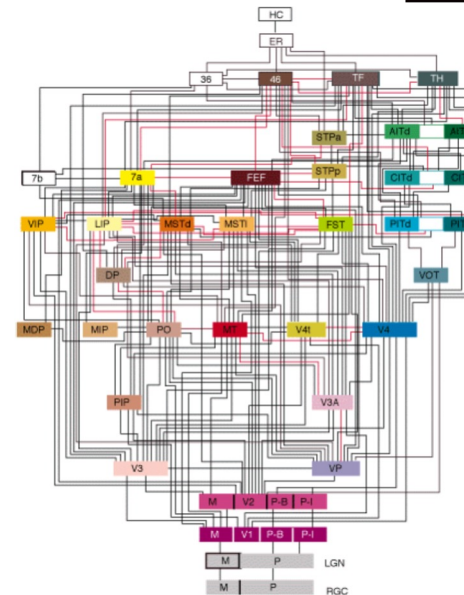 HC
ER
36 46 TF TH
STPa AITd
7b 7a FEF STPp CITd
VIP LIP MSTd MSTl FST PITd
DP VOT
MDP MIP PO MT V4t V4
PIP V3A
V3 VP
M V2 P-B P-I
M V1 P-B P-I
M P LGN
M P RGC